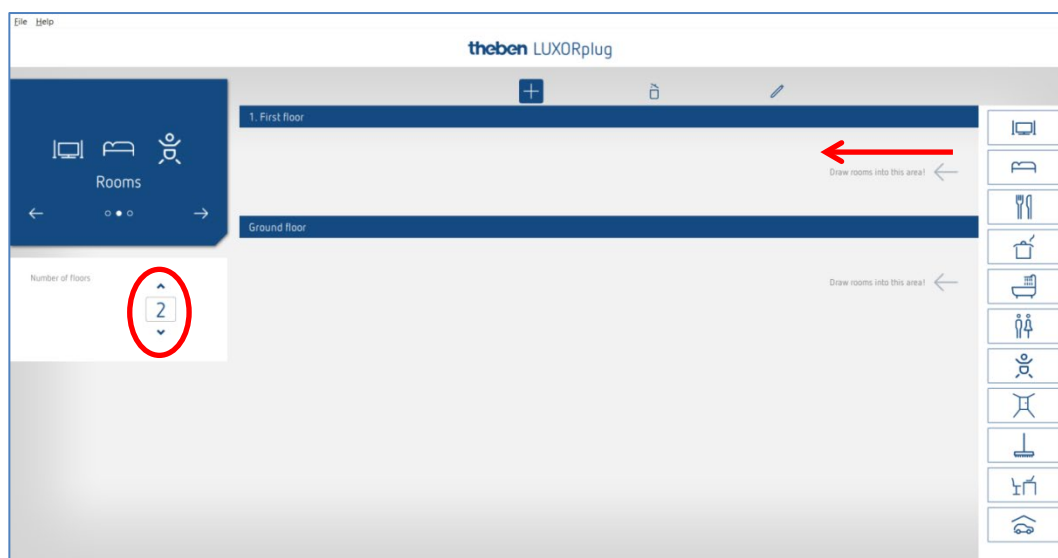 File Help
theben LUXORplug
1. First floor
Rooms
Draw rooms into this area!
Ground floor
Number of floors
2
Draw rooms into this area!